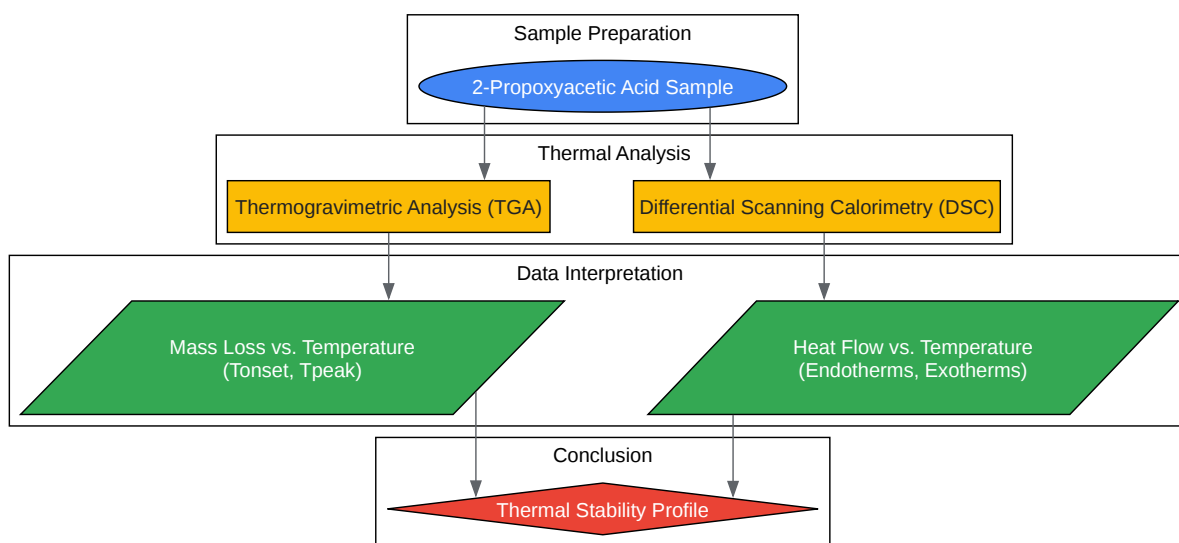 Sample Preparation
2-Propoxyacetic Acid Sample
Thermal Analysis
Thermogravimetric Analysis (TGA)
Differential Scanning Calorimetry (DSC)
Data Interpretation
Mass Loss vs. Temperature
(Tonset, Tpeak)
Heat Flow vs. Temperature
(Endotherms, Exotherms)
Conclusion
Thermal Stability Profile